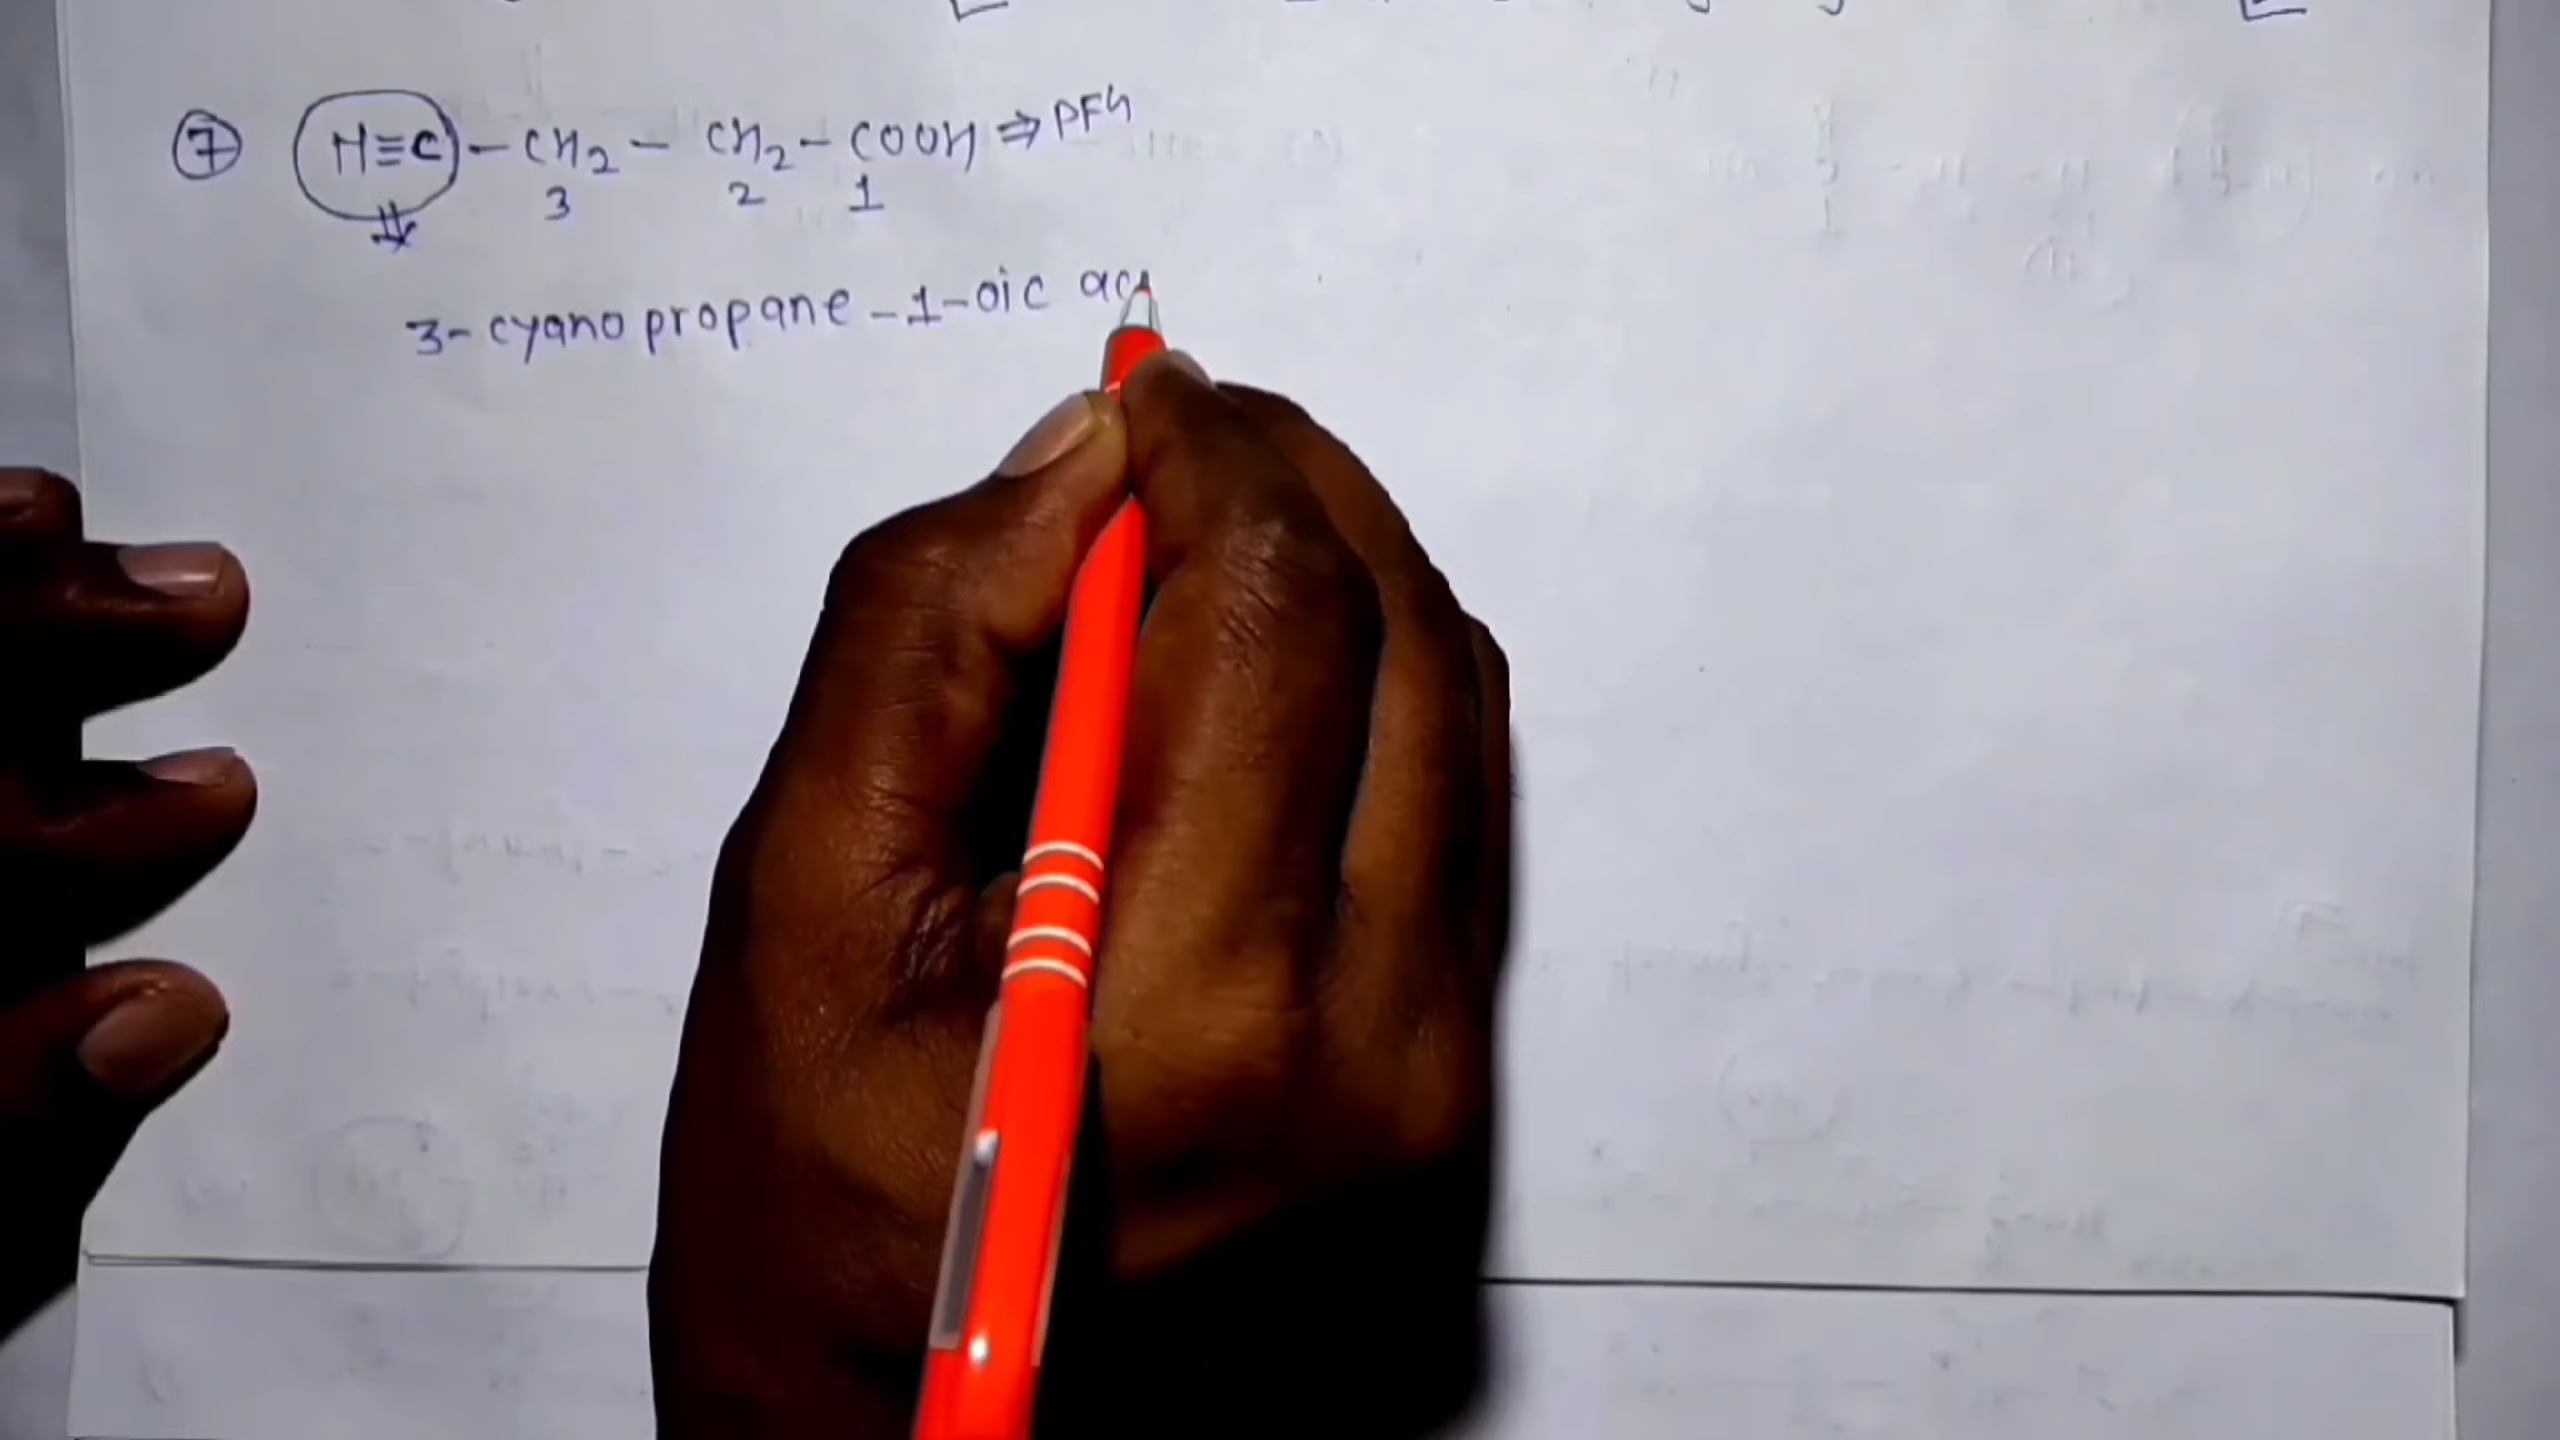 7 N≡C - CH2 - CH2 - COOH ⇒ PFG
3 2 1
3-cyano propane -1-oic ac